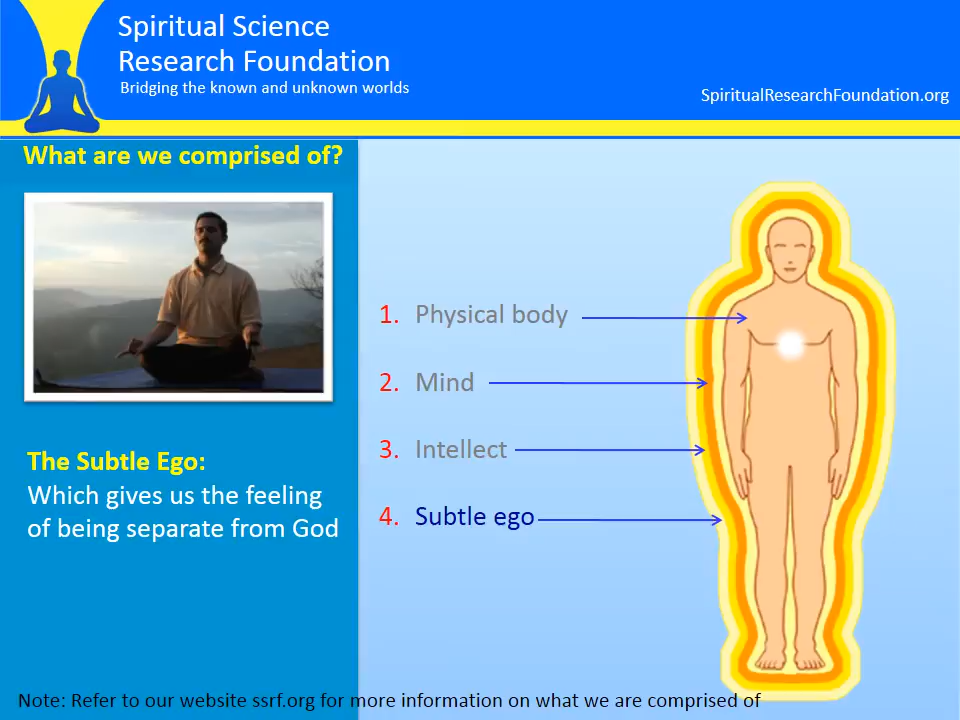 Spiritual Science
Research Foundation
Bridging the known and unknown worlds
SpiritualResearchFoundation.org
What are we comprised of?
The Subtle Ego:
Which gives us the feeling
of being separate from God
1. Physical body
2. Mind
3. Intellect
4. Subtle ego
Note: Refer to our website ssrf.org for more information on what we are comprised of